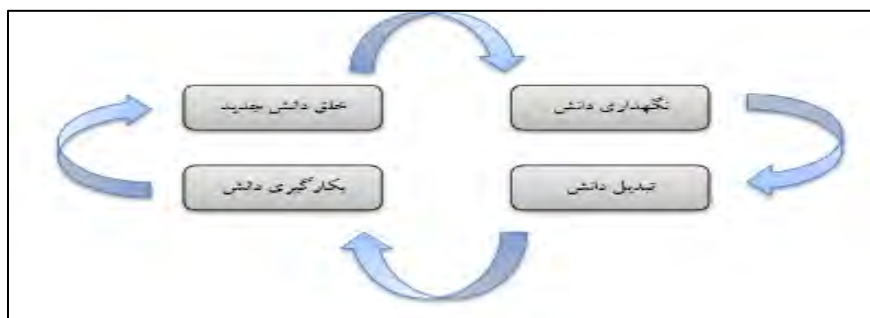 نگهداری دانش
خلق دانش جدید
تبدیل دانش
بکارگیری دانش